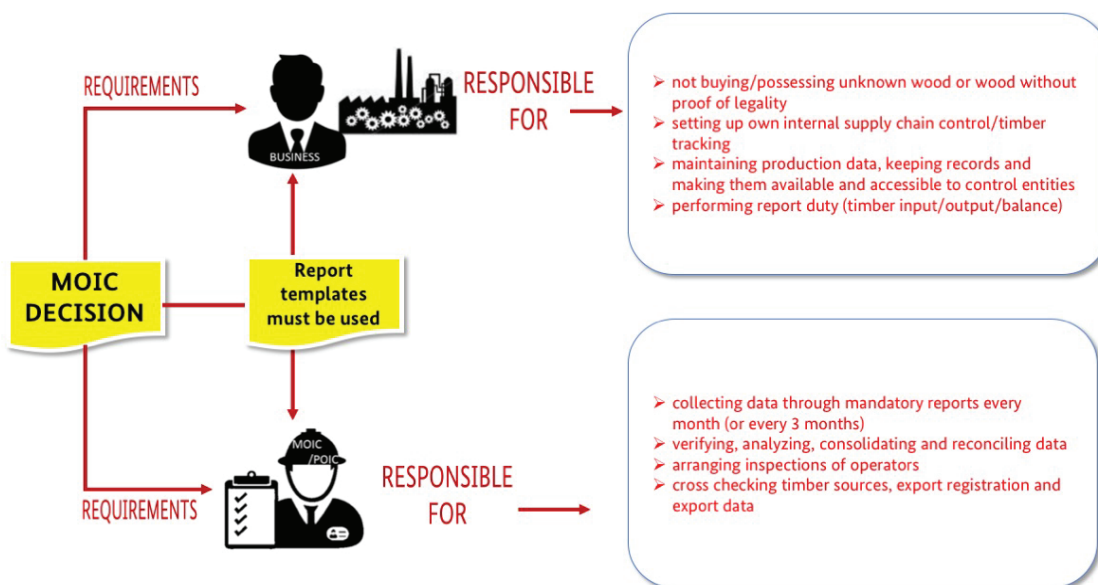 REQUIREMENTS
BUSINESS
RESPONSIBLE
FOR
➢ not buying/possessing unknown wood or wood without
proof of legality
➢ setting up own internal supply chain control/timber
tracking
➢ maintaining production data, keeping records and
making them available and accessible to control entities
➢ performing report duty (timber input/output/balance)
MOIC
DECISION
Report
templates
must be used
MOIC
/POIC
REQUIREMENTS
RESPONSIBLE
FOR
➢ collecting data through mandatory reports every
month (or every 3 months)
➢ verifying, analyzing, consolidating and reconciling data
➢ arranging inspections of operators
➢ cross checking timber sources, export registration and
export data